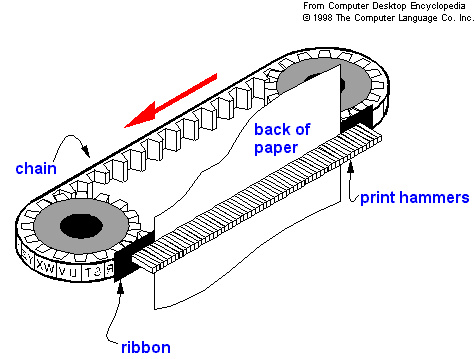 From Computer Desktop Encyclopedia
© 1998 The Computer Language Co. Inc.
back of
paper
chain
print hammers
Y X W V U T S R
ribbon